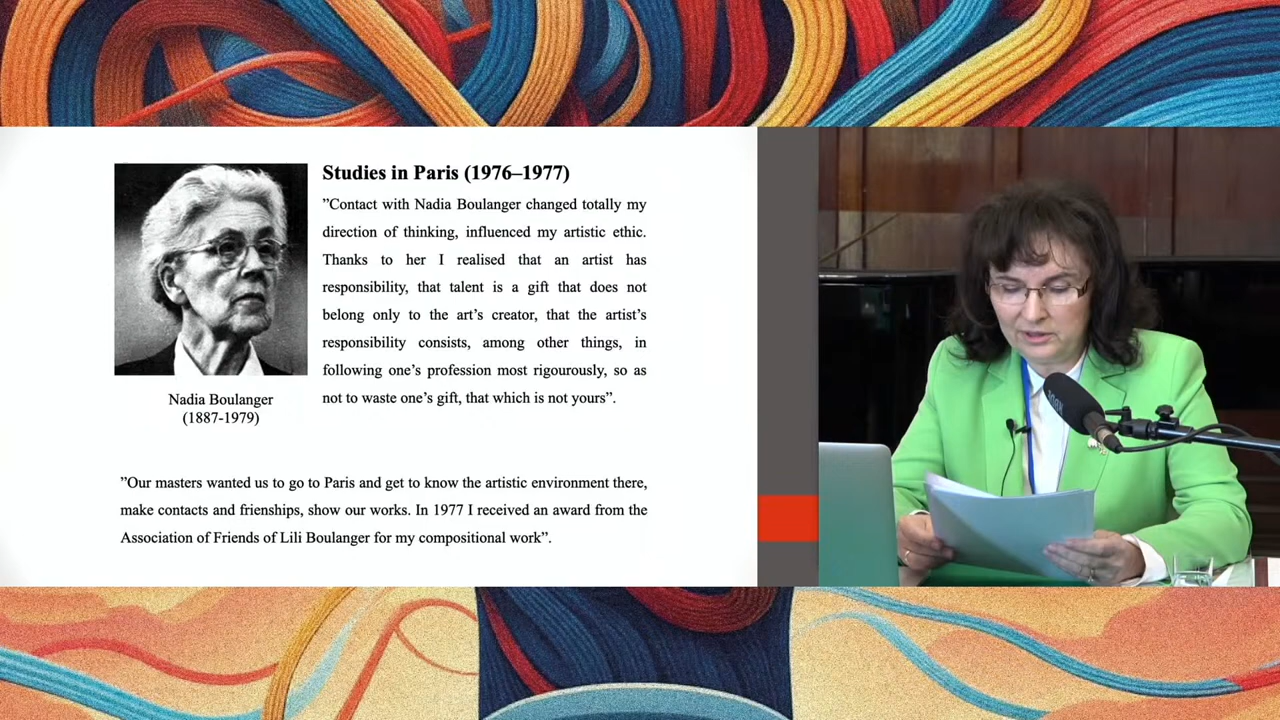 Studies in Paris (1976–1977)
”Contact with Nadia Boulanger changed totally my
direction of thinking, influenced my artistic ethic.
Thanks to her I realised that an artist has
responsibility, that talent is a gift that does not
belong only to the art’s creator, that the artist’s
responsibility consists, among other things, in
following one’s profession most rigourously, so as
not to waste one’s gift, that which is not yours”.
Nadia Boulanger
(1887-1979)
”Our masters wanted us to go to Paris and get to know the artistic environment there,
make contacts and frienships, show our works. In 1977 I received an award from the
Association of Friends of Lili Boulanger for my compositional work”.